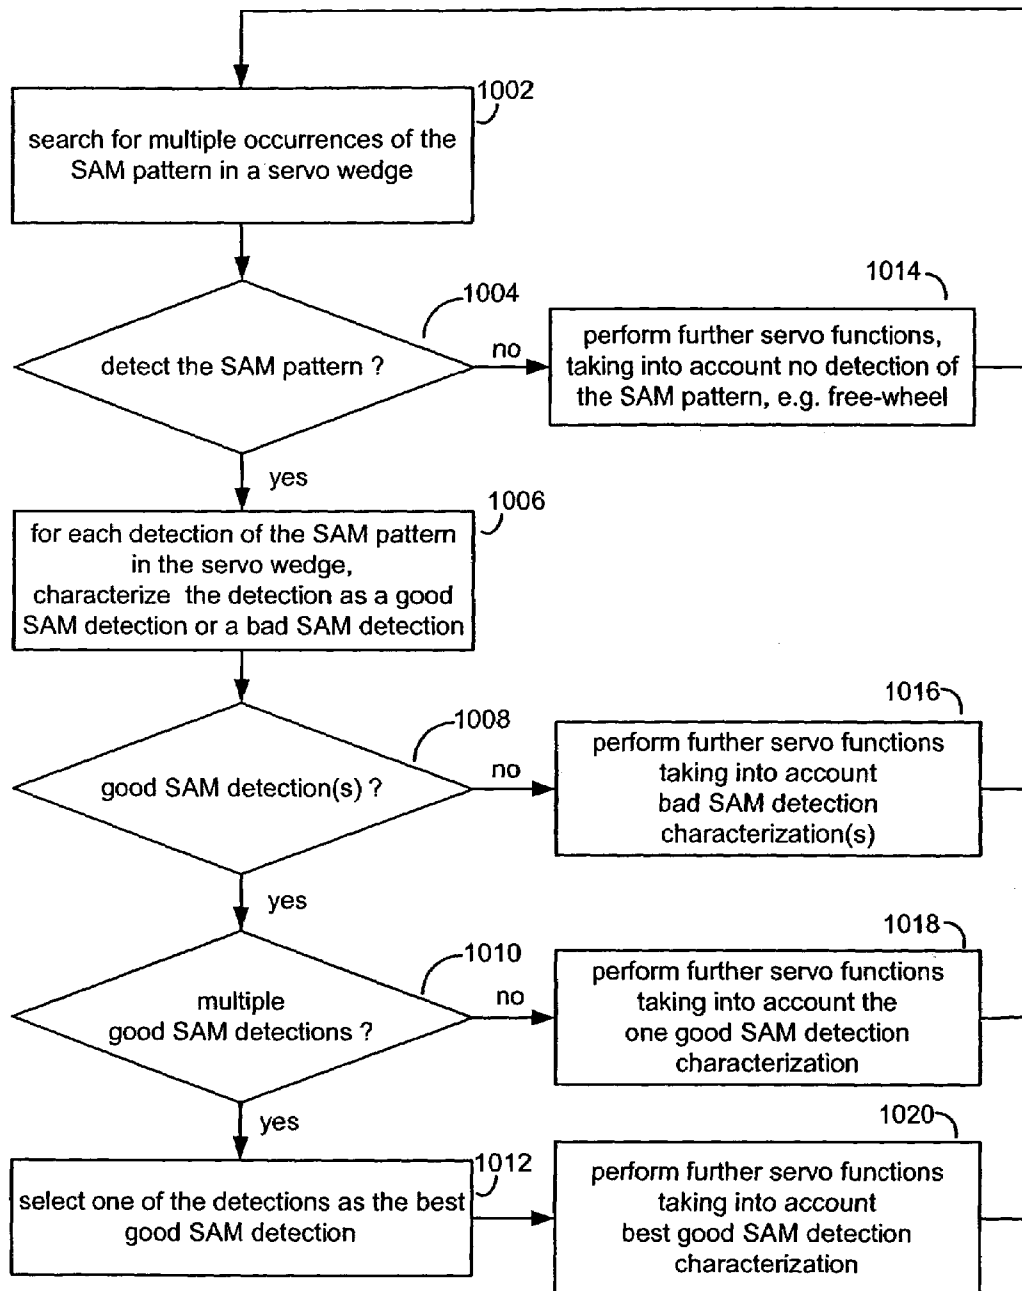 1002
search for multiple occurrences of the
SAM pattern in a servo wedge
1004
detect the SAM pattern ?
no
1014
perform further servo functions,
taking into account no detection of
the SAM pattern, e.g. free-wheel
yes
1006
for each detection of the SAM pattern
in the servo wedge,
characterize the detection as a good
SAM detection or a bad SAM detection
1008
good SAM detection(s) ?
no
1016
perform further servo functions
taking into account
bad SAM detection
characterization(s)
yes
1010
multiple
good SAM detections ?
no
1018
perform further servo functions
taking into account the
one good SAM detection
characterization
yes
1012
select one of the detections as the best
good SAM detection
1020
perform further servo functions
taking into account
best good SAM detection
characterization